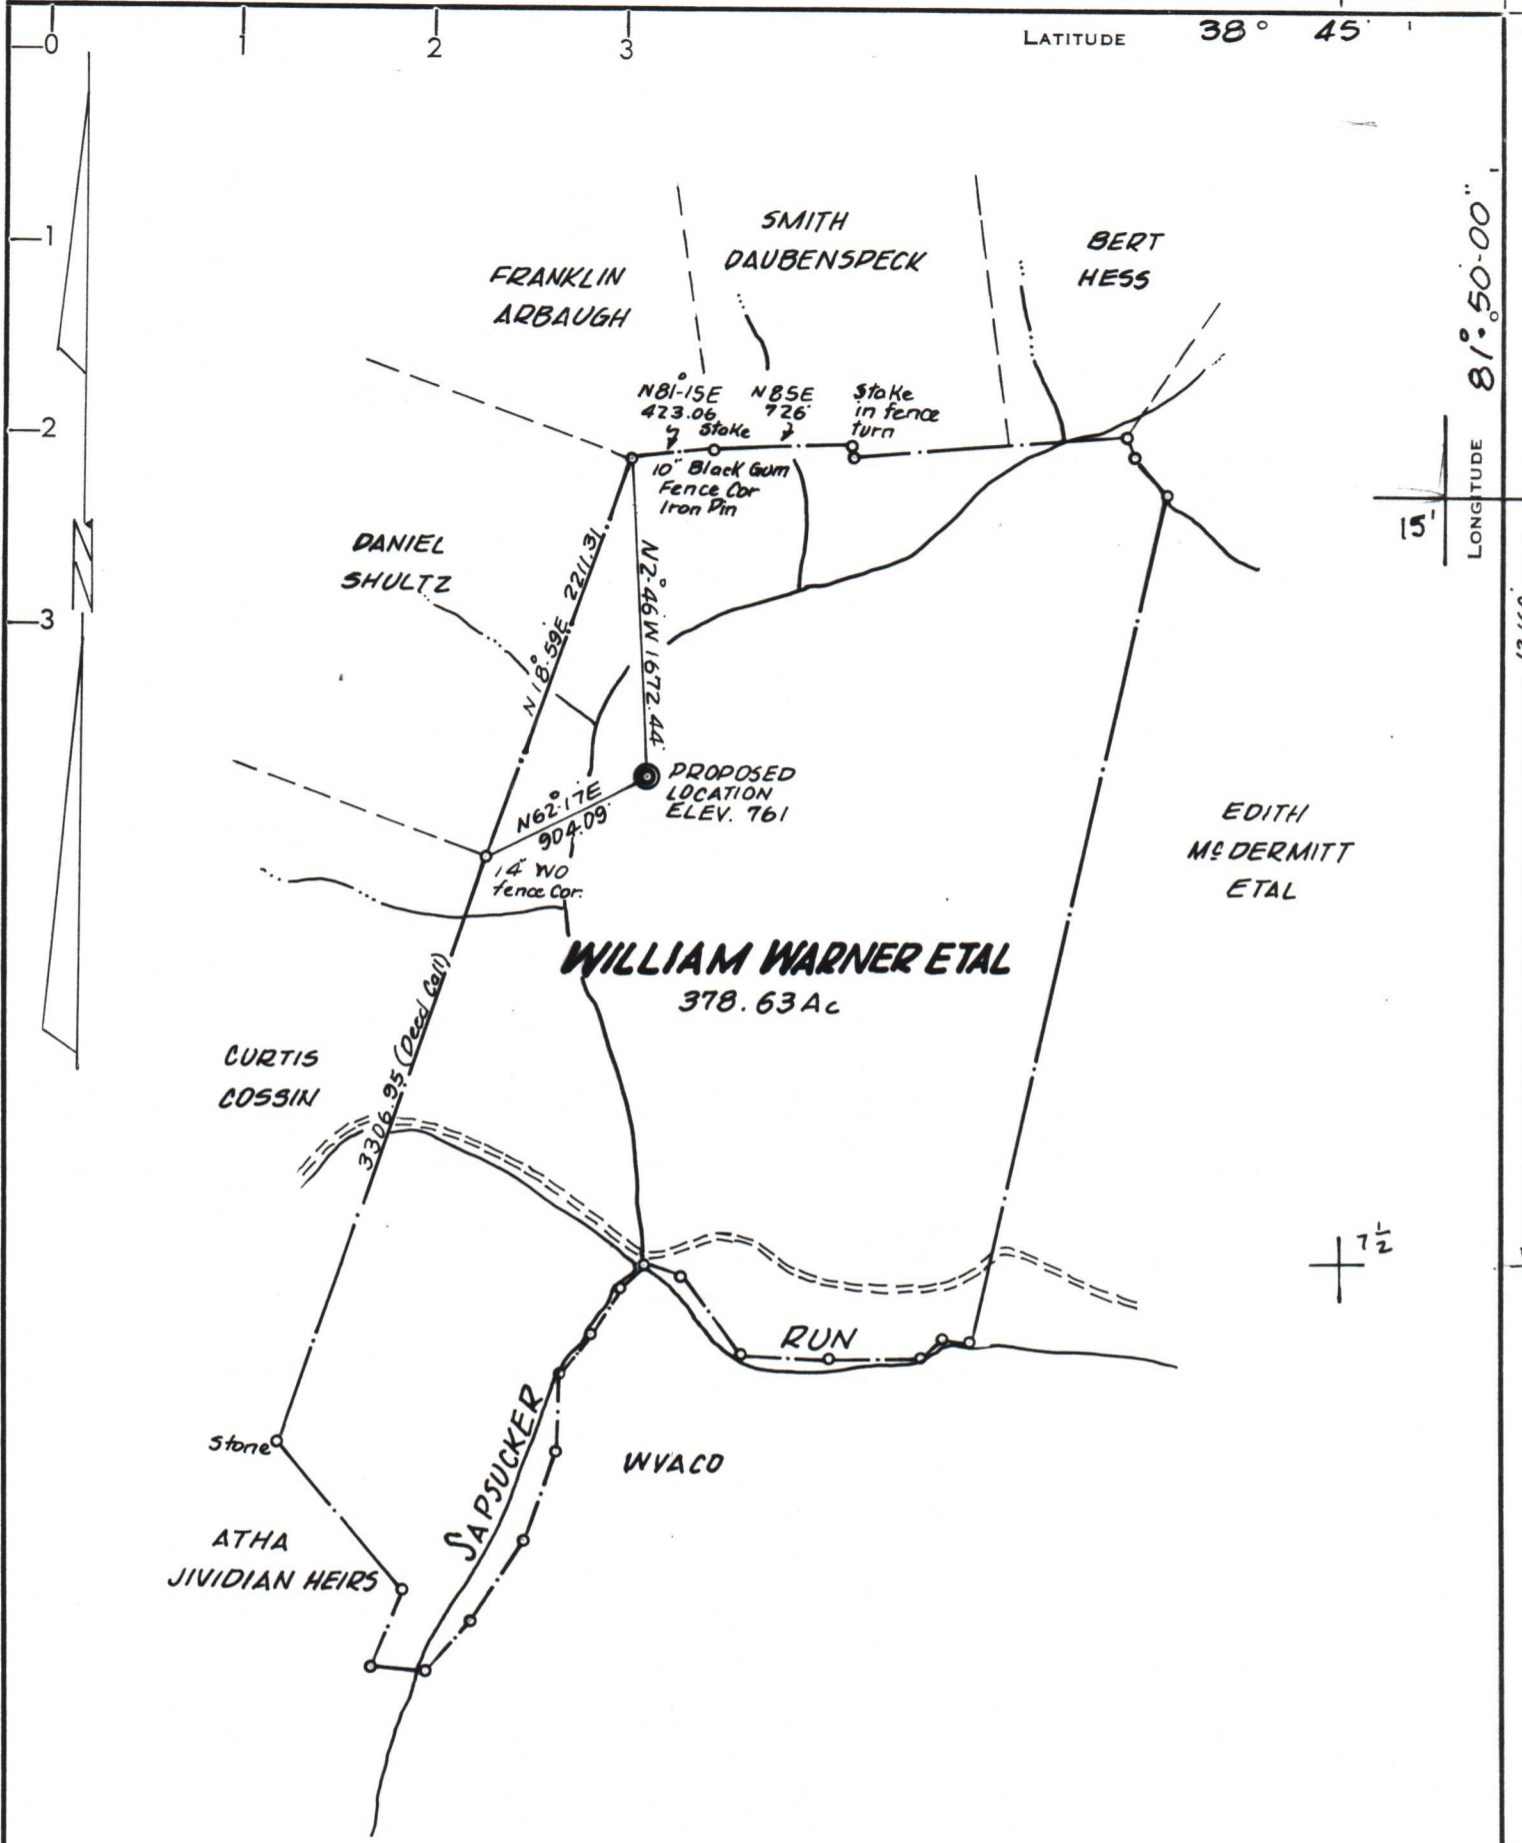 0 1 2 3 LATITUDE 38° 45'
1
2
3
81°.50-00"
15'
LONGITUDE
SMITH
DAUBENSPECK
BERT
HESS
FRANKLIN
ARBAUGH
N81°-15E
423.06
Stake
N85E
726'
Stake
in fence
turn
10" Black Gum
Fence Cor
Iron Pin
DANIEL
SHULTZ
N18°-59E 2211.31
N2°-46W 1672.44'
PROPOSED
LOCATION
ELEV. 761
N62°-17E
904.09'
14" WO
fence Cor.
EDITH
McDERMITT
ETAL
WILLIAM WARNER ETAL
378.63 Ac
3306.95 (Deed Call)
CURTIS
COSSIN
7 1/2
RUN
SAPSUCKER
WVACO
Stone
ATHA
JIVIDIAN HEIRS